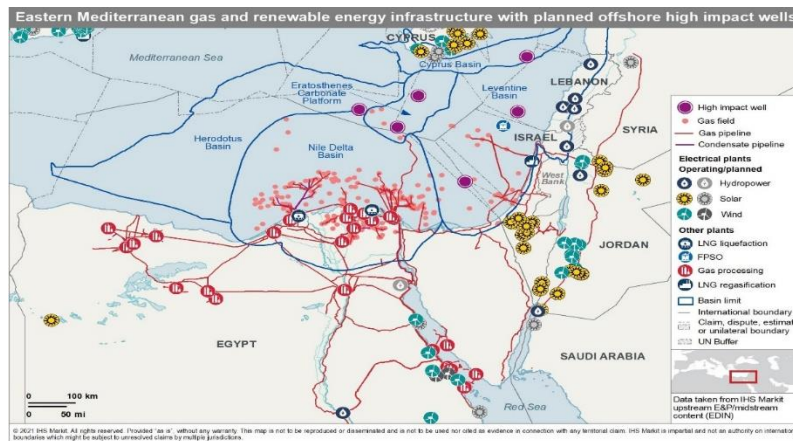 Eastern Mediterranean gas and renewable energy infrastructure with planned offshore high impact wells
CYPRUS
Mediterranean Sea
Cyprus Basin
LEBANON
Eratosthenes
Carbonate
Platform
Levantine
Basin
SYRIA
ISRAEL
Herodotus
Basin
Nile Delta
Basin
West
Bank
JORDAN
EGYPT
SAUDI ARABIA
Red Sea
0 100 km
0 50 mi
High impact well
Gas field
Gas pipeline
Condensate pipeline
Electrical plants
Operating/planned
Hydropower
Solar
Wind
Other plants
LNG liquefaction
FPSO
Gas processing
LNG regasification
Basin limit
International boundary
Claim, dispute, estimat
or unilateral boundary
UN Buffer
Data taken from IHS Markit
upstream E&P/midstream
content (EDIN)
© 2021 IHS Markit. All rights reserved. Provided "as is", without any warranty. This map is not to be reproduced or disseminated and is not to be used nor cited as evidence in connection with any territorial claim. IHS Markit is impartial and not an authority on internation
boundaries which might be subject to unresolved claims by multiple jurisdictions.